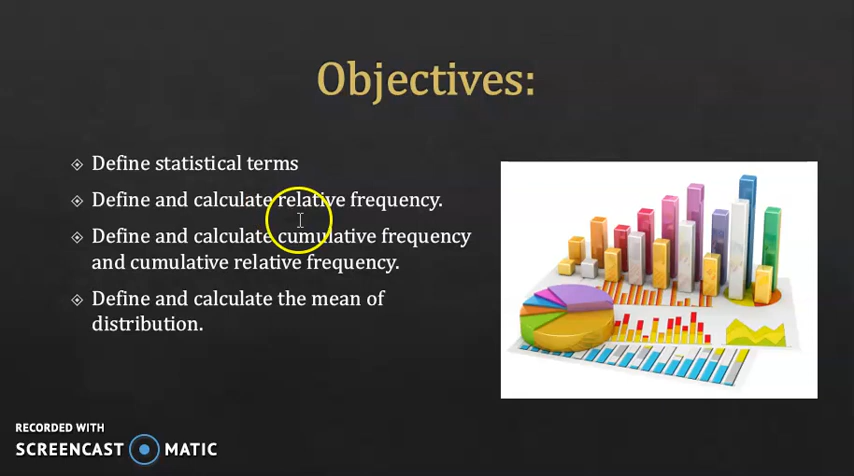 Objectives:
Define statistical terms
Define and calculate relative frequency.
Define and calculate cumulative frequency
and cumulative relative frequency.
Define and calculate the mean of
distribution.
RECORDED WITH
SCREENCAST MATIC